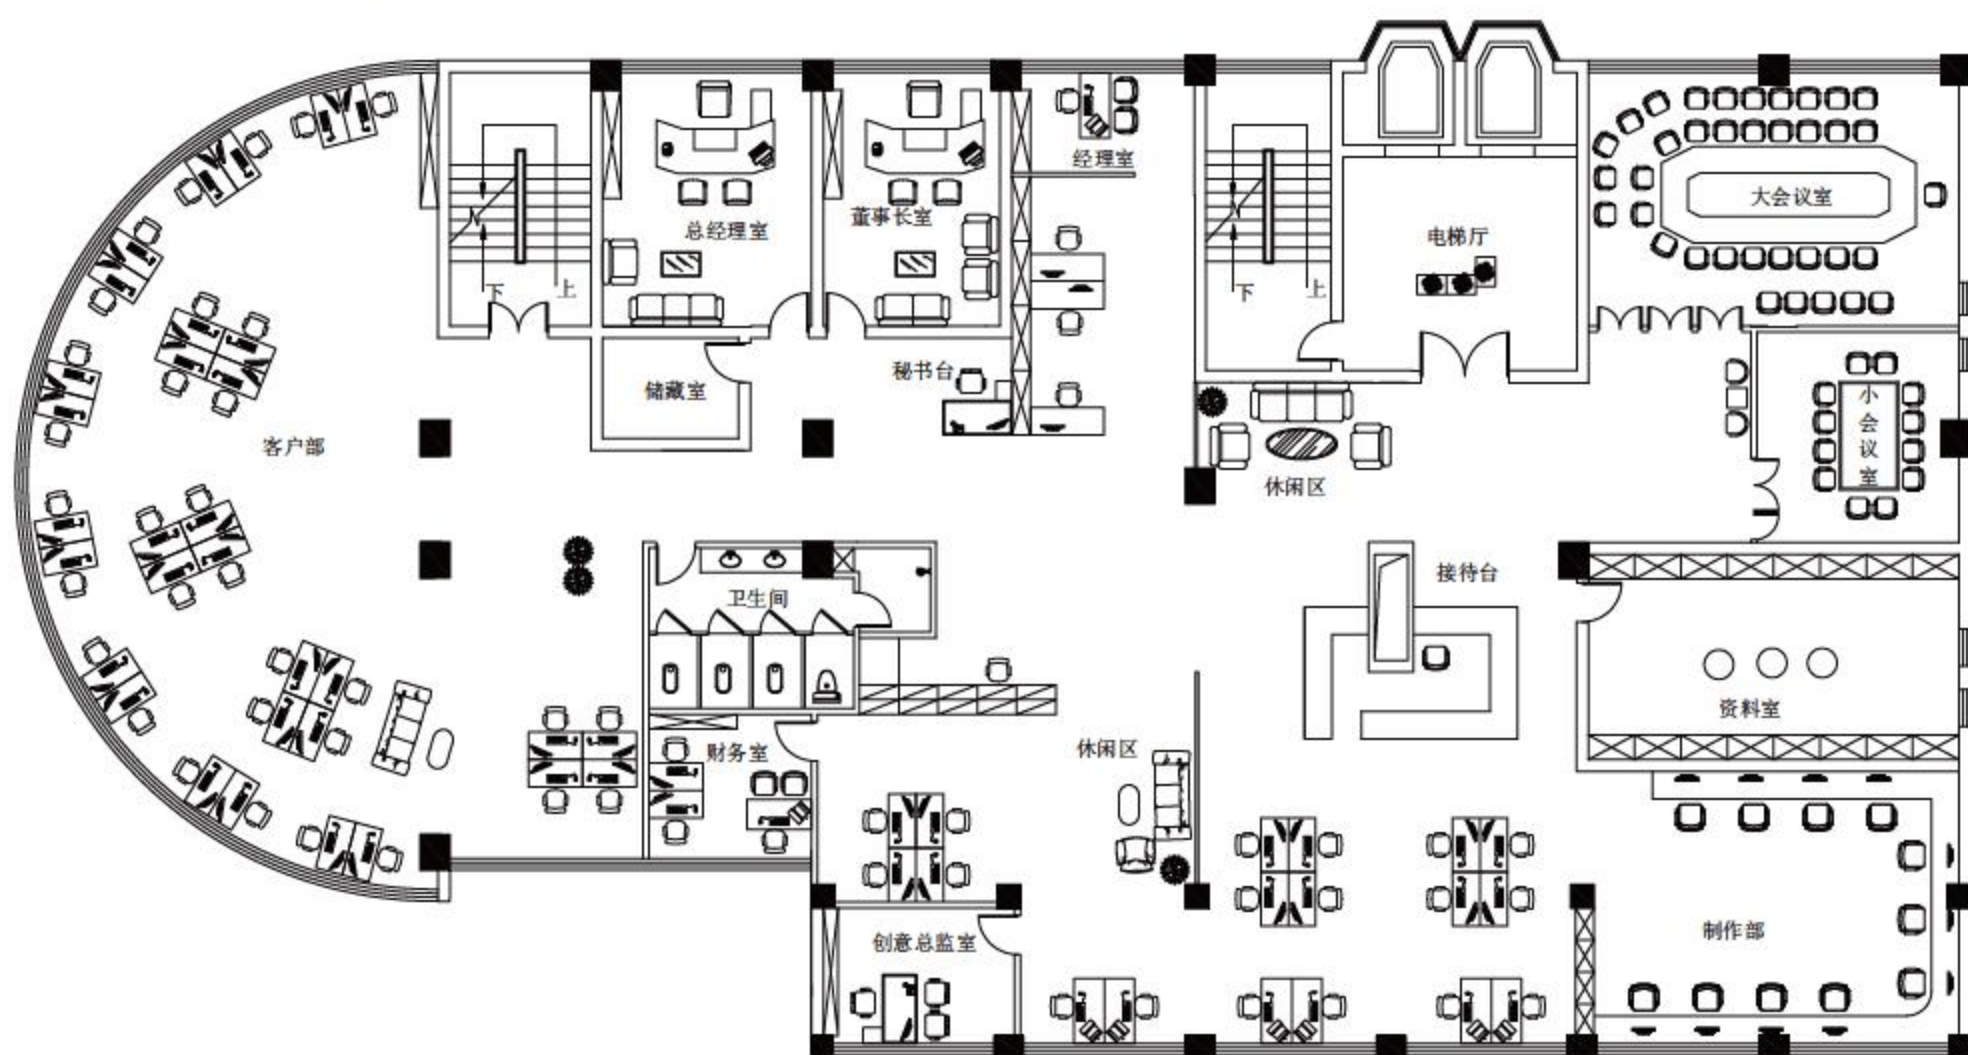 经理室
大会议室
总经理室
董事长室
电梯厅
下
上
下
上
储藏室
秘书台
小会议室
客户部
休闲区
接待台
卫生间
资料室
财务室
休闲区
制作部
创意总监室